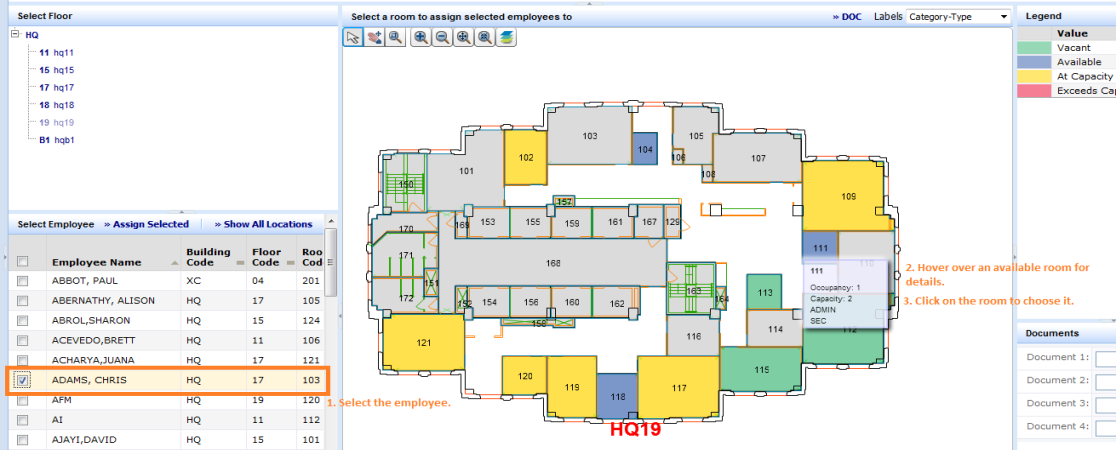 Select Floor
HQ
11 hq11
15 hq15
17 hq17
18 hq18
19 hq19
B1 hqb1
Select Employee » Assign Selected » Show All Locations
Employee Name Building Code Floor Code Roo Code
ABBOT, PAUL XC 04 201
ABERNATHY, ALISON HQ 17 105
ABROL,SHARON HQ 15 124
ACEVEDO,BRETT HQ 11 106
ACHARYA,JUANA HQ 17 121
ADAMS, CHRIS HQ 17 103
AFM HQ 19 120
AI HQ 11 112
AJAYI,DAVID HQ 15 101
1. Select the employee.
Select a room to assign selected employees to » DOC Labels Category-Type
103
105
104
102
106
101
107
108
150
109
157
170
169
153
155
159
161
167
129
111
110
171
168
151
163
172
152
154
156
160
162
164
113
158
112
114
121
116
115
120
119
118
117
HQ19
111
Occupancy: 1
Capacity: 2
ADMIN
SEC
2. Hover over an available room for
details.
3. Click on the room to choose it.
Legend
Value
Vacant
Available
At Capacity
Exceeds Cap
Documents
Document 1:
Document 2:
Document 3:
Document 4: